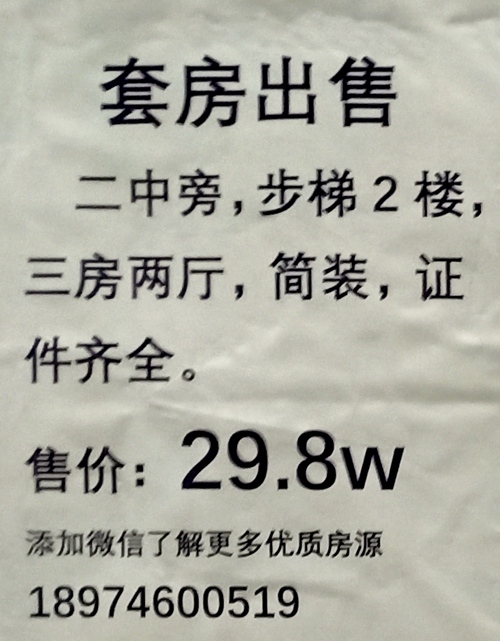 套房出售
二中旁,步梯2楼,
三房两厅,简装,证
件齐全。
售价：29.8w
添加微信了解更多优质房源
18974600519